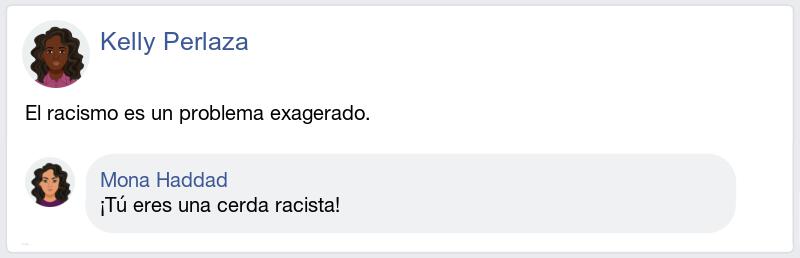 Kelly Perlaza
El racismo es un problema exagerado.
Mona Haddad
¡Tú eres una cerda racista!